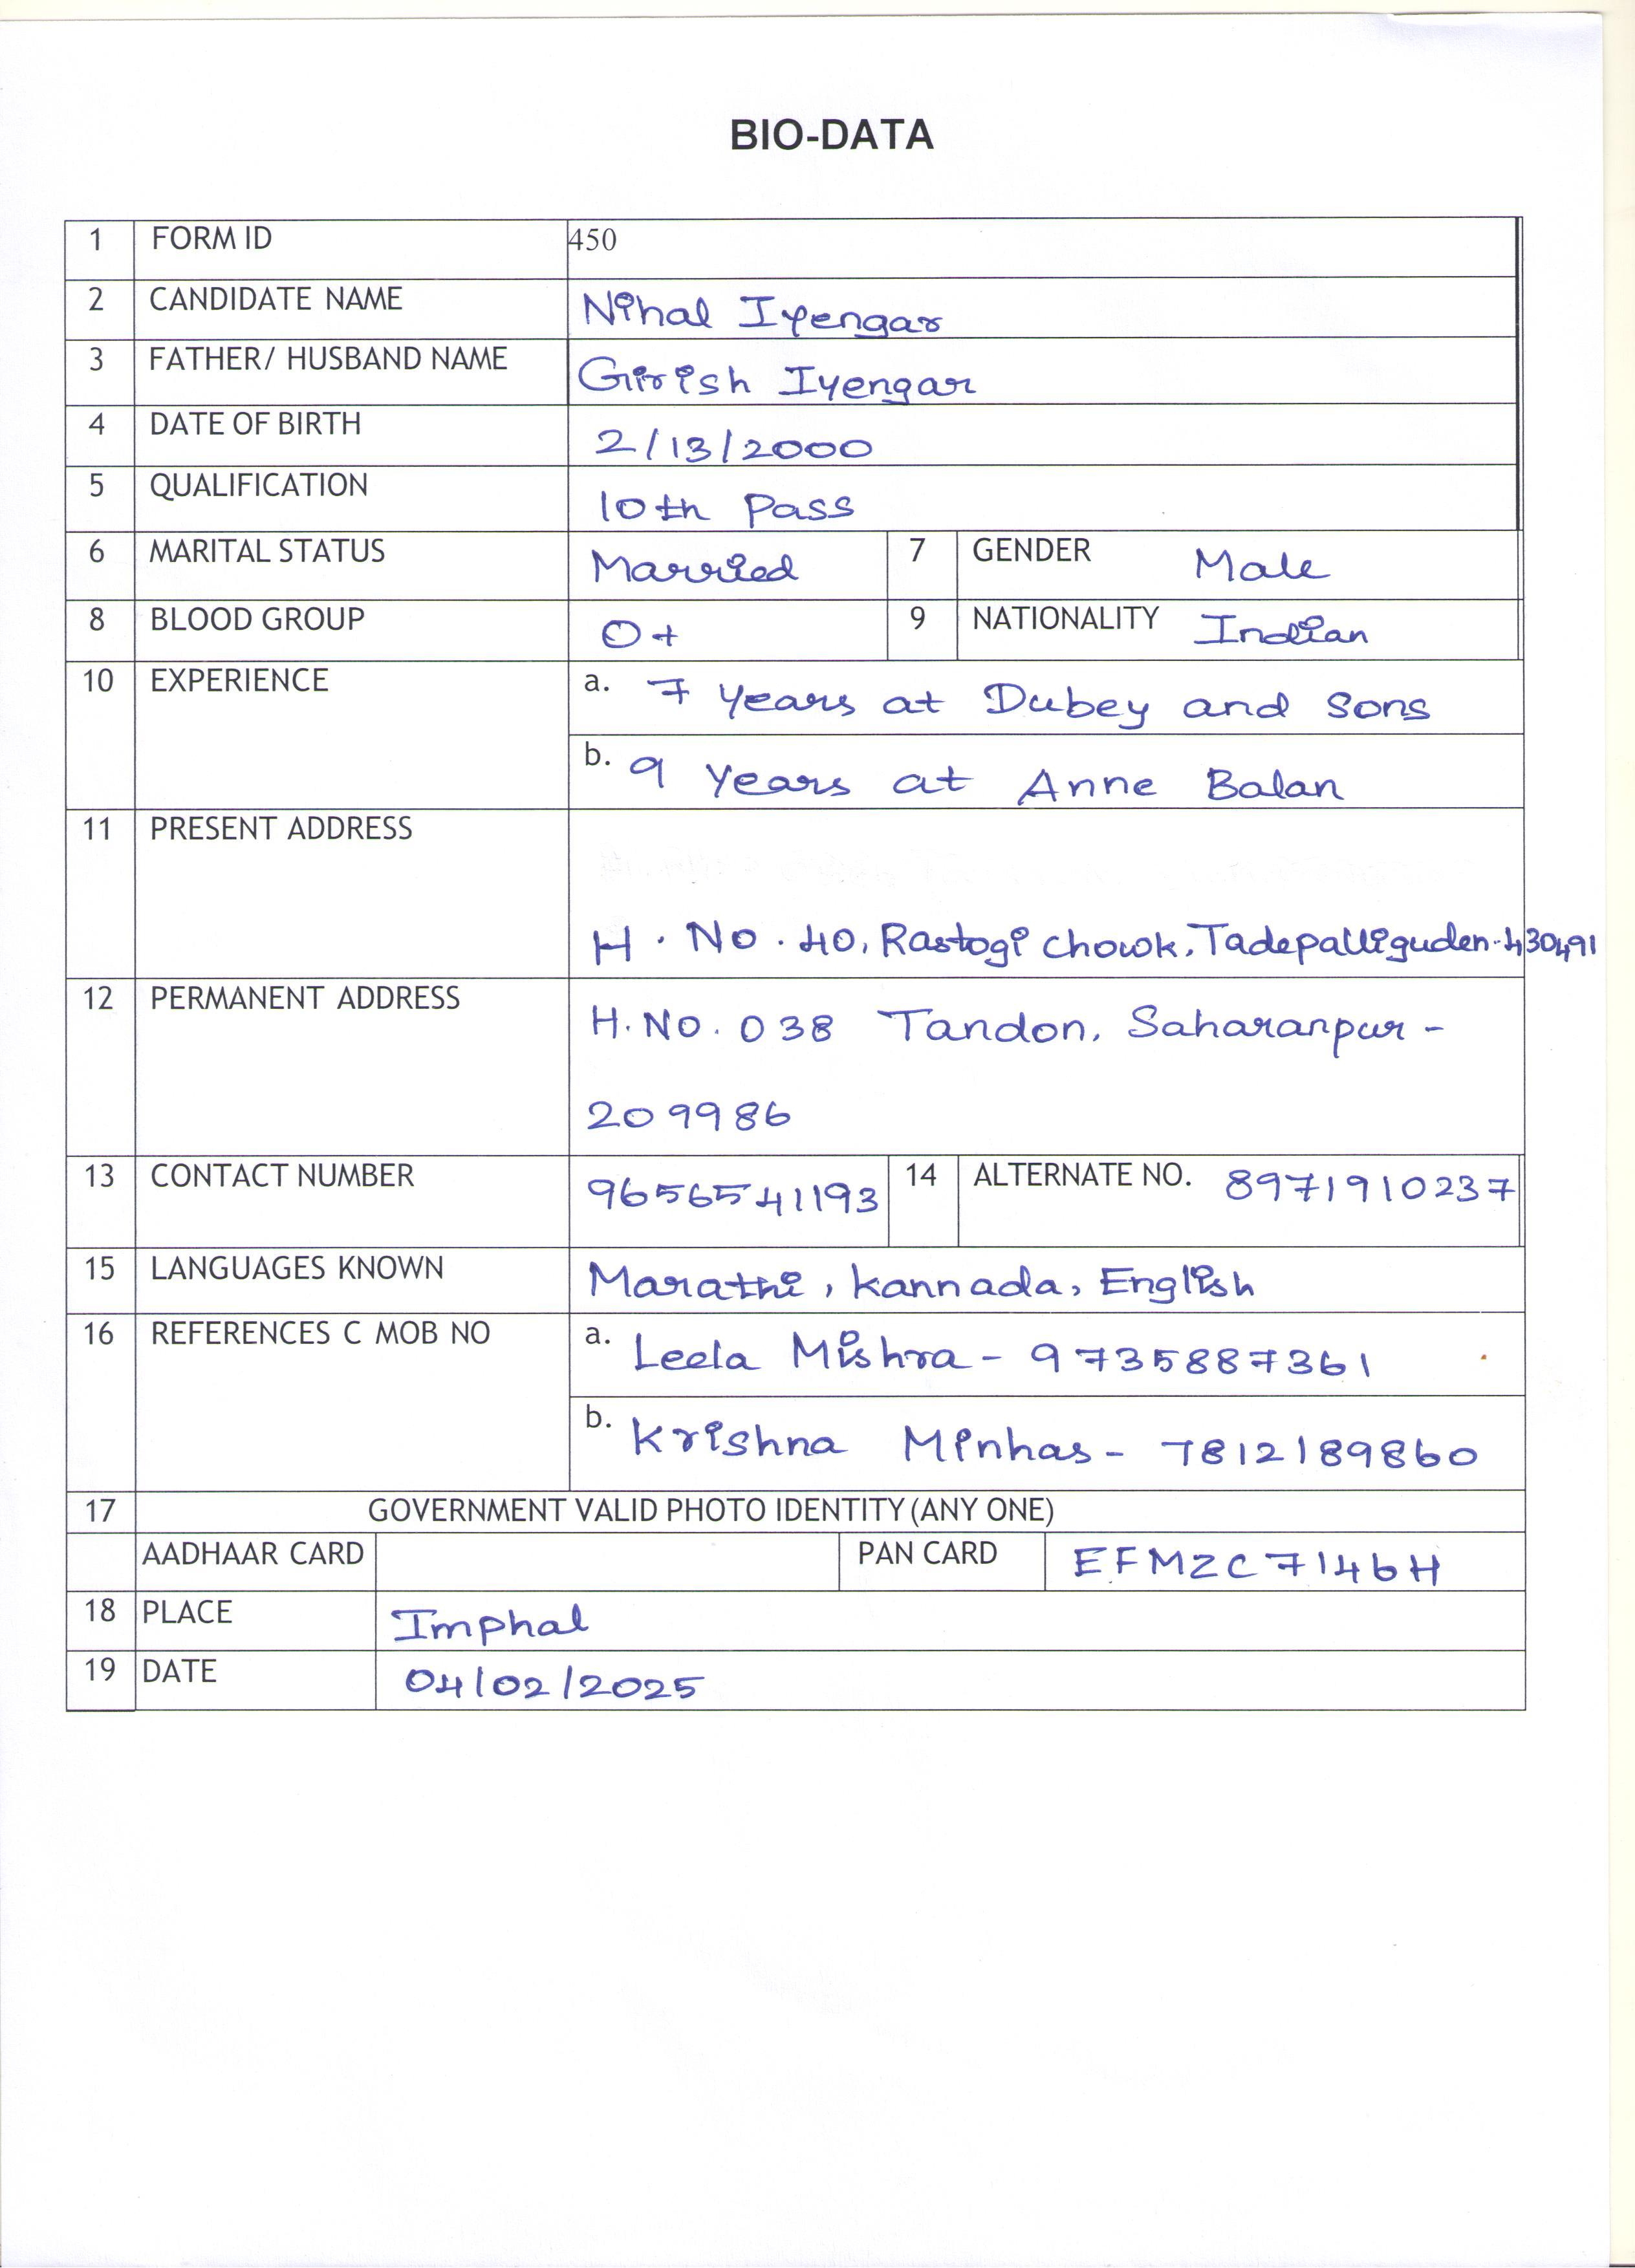 BIO-DATA
1 FORM ID 450
2 CANDIDATE NAME Nihal Iyengar
3 FATHER/ HUSBAND NAME Girish Iyengar
4 DATE OF BIRTH 2/13/2000
5 QUALIFICATION 10th Pass
6 MARITAL STATUS Married 7 GENDER Male
8 BLOOD GROUP O+ 9 NATIONALITY Indian
10 EXPERIENCE a. 7 Years at Dubey and Sons
b. 9 Years at Anne Balan
11 PRESENT ADDRESS
H. No. 40, Rastogi Chowk, Tadepalliguden-430491
12 PERMANENT ADDRESS H. No. 038 Tandon, Saharanpur -
209986
13 CONTACT NUMBER 9656541193 14 ALTERNATE NO. 8971910237
15 LANGUAGES KNOWN Marathi, Kannada, English
16 REFERENCES C MOB NO a. Leela Mishra - 9735887361
b. Krishna Minhas - 7812189860
17 GOVERNMENT VALID PHOTO IDENTITY (ANY ONE)
AADHAAR CARD PAN CARD EFMZC7146H
18 PLACE Imphal
19 DATE 04/02/2025